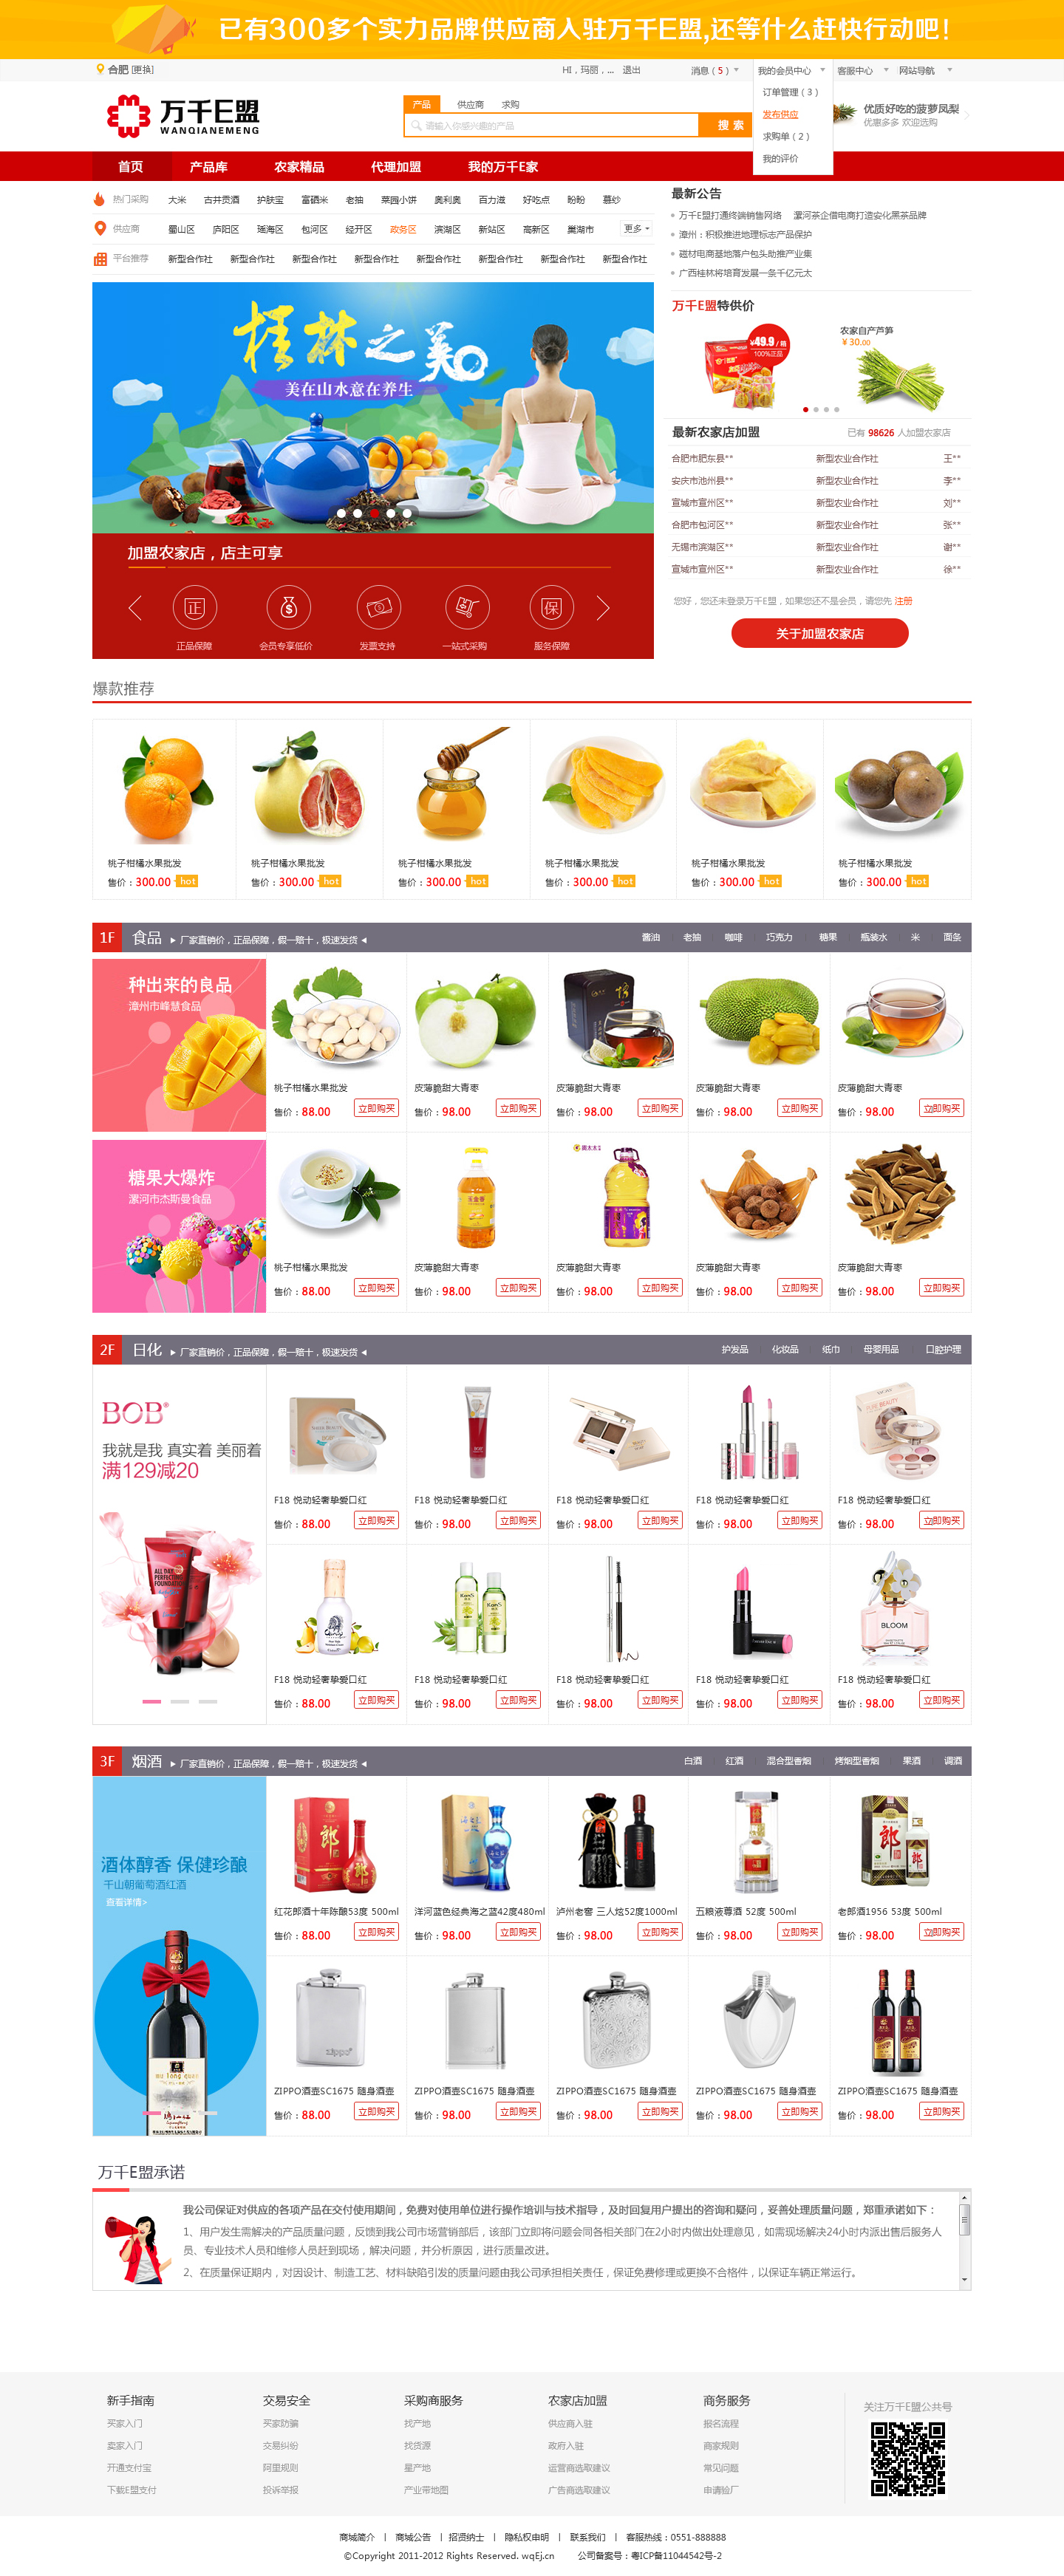 已有300多个实力品牌供应商入驻万千E盟,还等什么赶快行动吧!
合肥 [更换]
HI，玛丽，... 退出
消息（5） 我的会员中心 客服中心 网站导航
订单管理（3）
发布供应
求购单（2）
我的评价
万千E盟
WANQIANEMENG
产品 供应商 求购
请输入你感兴趣的产品 搜 索
优质好吃的菠萝凤梨
优惠多多 欢迎选购
首页 产品库 农家精品 代理加盟 我的万千E家
热门采购 大米 古井贡酒 护肤宝 富硒米 老抽 菜园小饼 奥利奥 百力滋 好吃点 盼盼 慕纱
供应商 蜀山区 庐阳区 瑶海区 包河区 经开区 政务区 滨湖区 新站区 高新区 巢湖市 更多
平台推荐 新型合作社 新型合作社 新型合作社 新型合作社 新型合作社 新型合作社 新型合作社 新型合作社
最新公告
万千E盟打通终端销售网络 漯河茶企借电商打造安化黑茶品牌
漳州：积极推进地理标志产品保护
磁材电商基地落户包头助推产业集
广西桂林将培育发展一条千亿元太
桂林之美
美在山水意在养生
万千E盟特供价
¥49.9/箱
100%正品
农家自产芦笋
¥30.00
最新农家店加盟 已有 98626 人加盟农家店
合肥市肥东县** 新型农业合作社 王**
安庆市池州县** 新型农业合作社 李**
宣城市宣州区** 新型农业合作社 刘**
合肥市包河区** 新型农业合作社 张**
无锡市滨湖区** 新型农业合作社 谢**
宣城市宣州区** 新型农业合作社 徐**
您好，您还未登录万千E盟，如果您还不是会员，请您先 注册
关于加盟农家店
加盟农家店，店主可享
正 $ 保
正品保障 会员专享低价 发票支持 一站式采购 服务保障
爆款推荐
桃子柑橘水果批发 桃子柑橘水果批发 桃子柑橘水果批发 桃子柑橘水果批发 桃子柑橘水果批发 桃子柑橘水果批发
售价：300.00 hot 售价：300.00 hot 售价：300.00 hot 售价：300.00 hot 售价：300.00 hot 售价：300.00 hot
1F 食品 厂家直销价，正品保障，假一赔十，极速发货 酱油 老抽 咖啡 巧克力 糖果 瓶装水 米 面条
种出来的良品
漳州市峰慧食品
桃子柑橘水果批发 皮薄脆甜大青枣 皮薄脆甜大青枣 皮薄脆甜大青枣 皮薄脆甜大青枣
售价：88.00 立即购买 售价：98.00 立即购买 售价：98.00 立即购买 售价：98.00 立即购买 售价：98.00 立即购买
糖果大爆炸
漯河市杰斯曼食品
桃子柑橘水果批发 皮薄脆甜大青枣 皮薄脆甜大青枣 皮薄脆甜大青枣 皮薄脆甜大青枣
售价：88.00 立即购买 售价：98.00 立即购买 售价：98.00 立即购买 售价：98.00 立即购买 售价：98.00 立即购买
2F 日化 厂家直销价，正品保障，假一赔十，极速发货 护发品 化妆品 纸巾 母婴用品 口腔护理
BOB
我就是我 真实着 美丽着
满129减20
F18 悦动轻奢挚爱口红 F18 悦动轻奢挚爱口红 F18 悦动轻奢挚爱口红 F18 悦动轻奢挚爱口红 F18 悦动轻奢挚爱口红
售价：88.00 立即购买 售价：98.00 立即购买 售价：98.00 立即购买 售价：98.00 立即购买 售价：98.00 立即购买
ALL DAY
PERFECTING
FOUNDATION
BLOOM
F18 悦动轻奢挚爱口红 F18 悦动轻奢挚爱口红 F18 悦动轻奢挚爱口红 F18 悦动轻奢挚爱口红 F18 悦动轻奢挚爱口红
售价：88.00 立即购买 售价：98.00 立即购买 售价：98.00 立即购买 售价：98.00 立即购买 售价：98.00 立即购买
3F 烟酒 厂家直销价，正品保障，假一赔十，极速发货 白酒 红酒 混合型香烟 烤烟型香烟 果酒 调酒
酒体醇香 保健珍酿
千山朝葡萄酒红酒
查看详情>
红花郎酒十年陈酿53度 500ml 洋河蓝色经典海之蓝42度480ml 泸州老窖 三人炫52度1000ml 五粮液尊酒 52度 500ml 老郎酒1956 53度 500ml
售价：88.00 立即购买 售价：98.00 立即购买 售价：98.00 立即购买 售价：98.00 立即购买 售价：98.00 立即购买
zippo
ZIPPO酒壶SC1675 随身酒壶 ZIPPO酒壶SC1675 随身酒壶 ZIPPO酒壶SC1675 随身酒壶 ZIPPO酒壶SC1675 随身酒壶 ZIPPO酒壶SC1675 随身酒壶
售价：88.00 立即购买 售价：98.00 立即购买 售价：98.00 立即购买 售价：98.00 立即购买 售价：98.00 立即购买
万千E盟承诺
我公司保证对供应的各项产品在交付使用期间，免费对使用单位进行操作培训与技术指导，及时回复用户提出的咨询和疑问，妥善处理质量问题，郑重承诺如下：
1、用户发生需解决的产品质量问题，反馈到我公司市场营销部后，该部门立即将问题会同各相关部门在2小时内做出处理意见，如需现场解决24小时内派出售后服务人
员、专业技术人员和维修人员赶到现场，解决问题，并分析原因，进行质量改进。
2、在质量保证期内，对因设计、制造工艺、材料缺陷引发的质量问题由我公司承担相关责任，保证免费修理或更换不合格件，以保证车辆正常运行。
新手指南 交易安全 采购商服务 农家店加盟 商务服务 关注万千E盟公共号
买家入门 买家防骗 找产地 供应商入驻 报名流程
卖家入门 交易纠纷 找货源 政府入驻 商家规则
开通支付宝 阿里规则 星产地 运营商选取建议 常见问题
下载E盟支付 投诉举报 产业带地图 广告商选取建议 申请验厂
商城简介 | 商城公告 | 招贤纳士 | 隐私权申明 | 联系我们 | 客服热线：0551-888888
©Copyright 2011-2012 Rights Reserved. wqEj.cn 公司备案号：粤ICP备11044542号-2